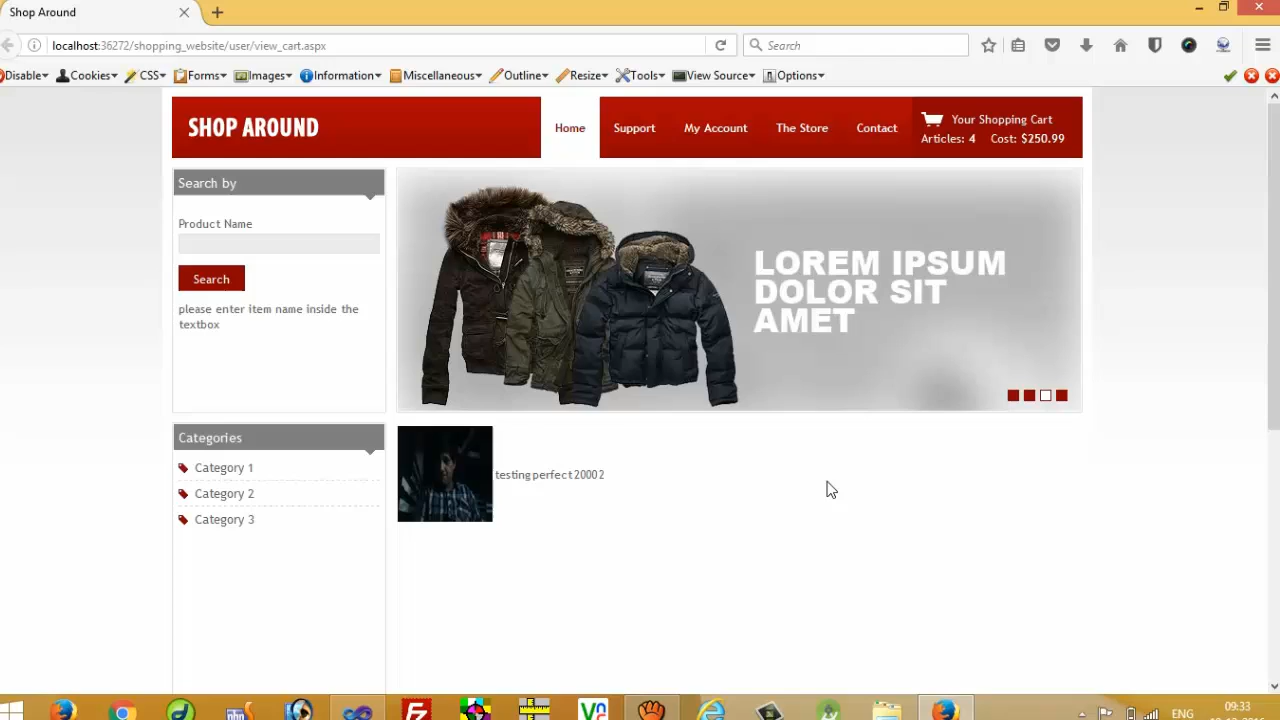 Shop Around
localhost:36272/shopping_website/user/view_cart.aspx
Search
Disable
Cookies
CSS
Forms
Images
Information
Miscellaneous
Outline
Resize
Tools
View Source
Options
SHOP AROUND
Home
Support
My Account
The Store
Contact
Your Shopping Cart
Articles: 4 Cost: $250.99
Search by
Product Name
Search
please enter item name inside the
textbox
LOREM IPSUM
DOLOR SIT
AMET
Categories
Category 1
Category 2
Category 3
testing perfect 2000 2
ENG
09:33